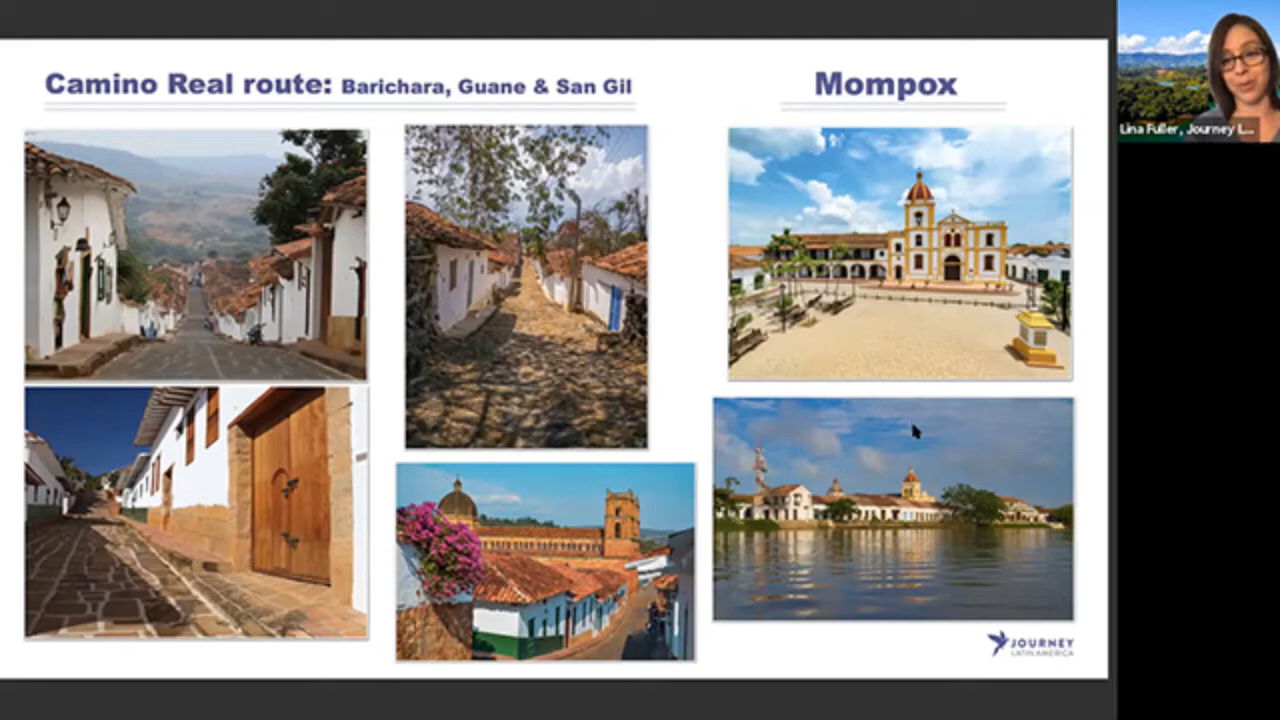 Camino Real route: Barichara, Guane & San Gil
Mompox
Lina Fuller, Journey L...
JOURNEY
LATIN AMERICA